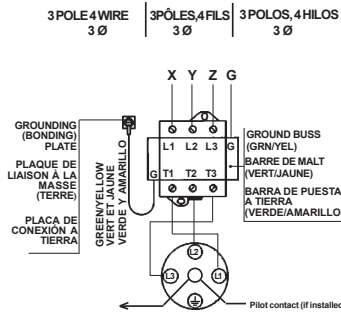 3 POLE 4 WIRE
3 Ø
3 PÔLES, 4 FILS
3 Ø
3 POLOS, 4 HILOS
3 Ø
X Y Z G
GROUNDING
(BONDING)
PLATE
PLAQUE DE
LIAISON À LA
MASSE
(TERRE)
PLACA DE
CONEXIÓN A
TIERRA
GREEN/YELLOW
VERT ET JAUNE
VERDE Y AMARILLO
L1 L2 L3 G
G T1 T2 T3
GROUND BUSS
(GRN/YEL)
BARRE DE MALT
(VERT/JAUNE)
BARRA DE PUESTA
A TIERRA
(VERDE/AMARILLO
L2
L3 L1
Pilot contact (if installed